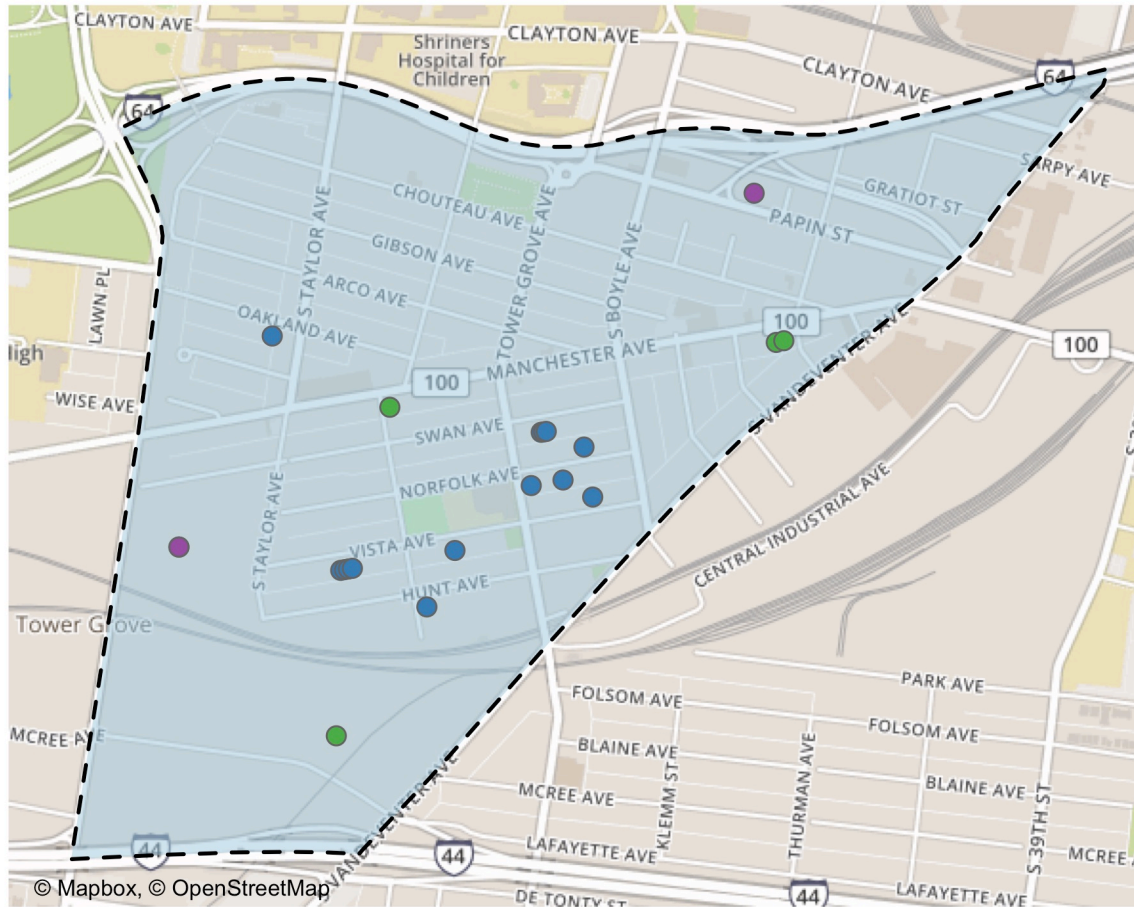 CLAYTON AVE
Shriners
Hospital for
Children
CLAYTON AVE
CLAYTON AVE
64
64
SARPY AVE
CHOUTEAU AVE
GRATIOT ST
PAPIN ST
GIBSON AVE
S TAYLOR AVE
TOWER GROVE AVE
S BOYLE AVE
ARCO AVE
LAWN PL
OAKLAND AVE
100
MANCHESTER AVE
S VANDEVENTER AVE
100
High
100
WISE AVE
SWAN AVE
NORFOLK AVE
S TAYLOR AVE
VISTA AVE
HUNT AVE
CENTRAL INDUSTRIAL AVE
Tower Grove
PARK AVE
FOLSOM AVE
FOLSOM AVE
MCREE AVE
BLAINE AVE
BLAINE AVE
MCREE AVE
KLEMM ST
THURMAN AVE
S 39TH ST
S VANDEVENTER AVE
44
44
LAFAYETTE AVE
MCREE
44
LAFAYETTE AVE
DE TONTY ST
© Mapbox, © OpenStreetMap